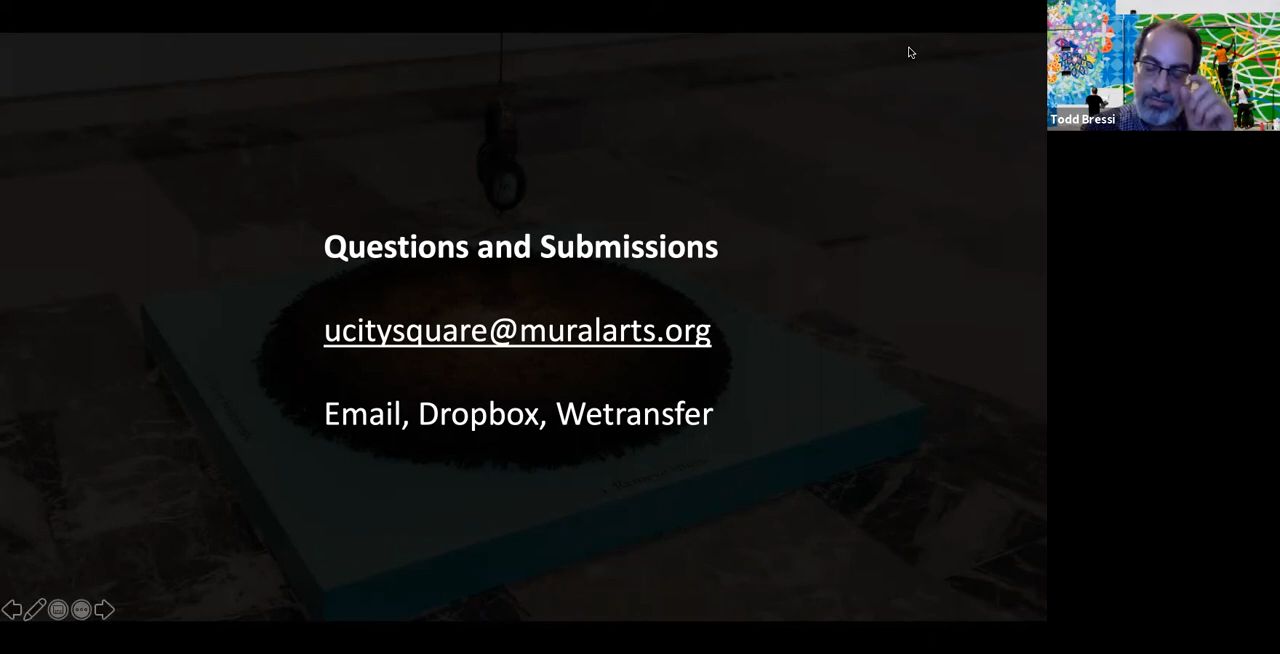 Questions and Submissions
ucitysquare@muralarts.org
Email, Dropbox, Wetransfer
Todd Bressi